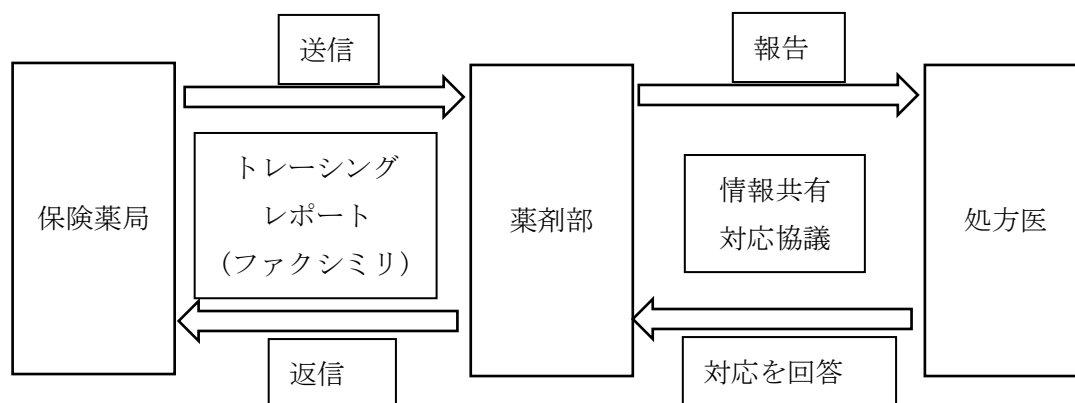 送信
報告
保険薬局
トレーシング
レポート
(ファクシミリ)
薬剤部
情報共有
対応協議
処方医
返信
対応を回答